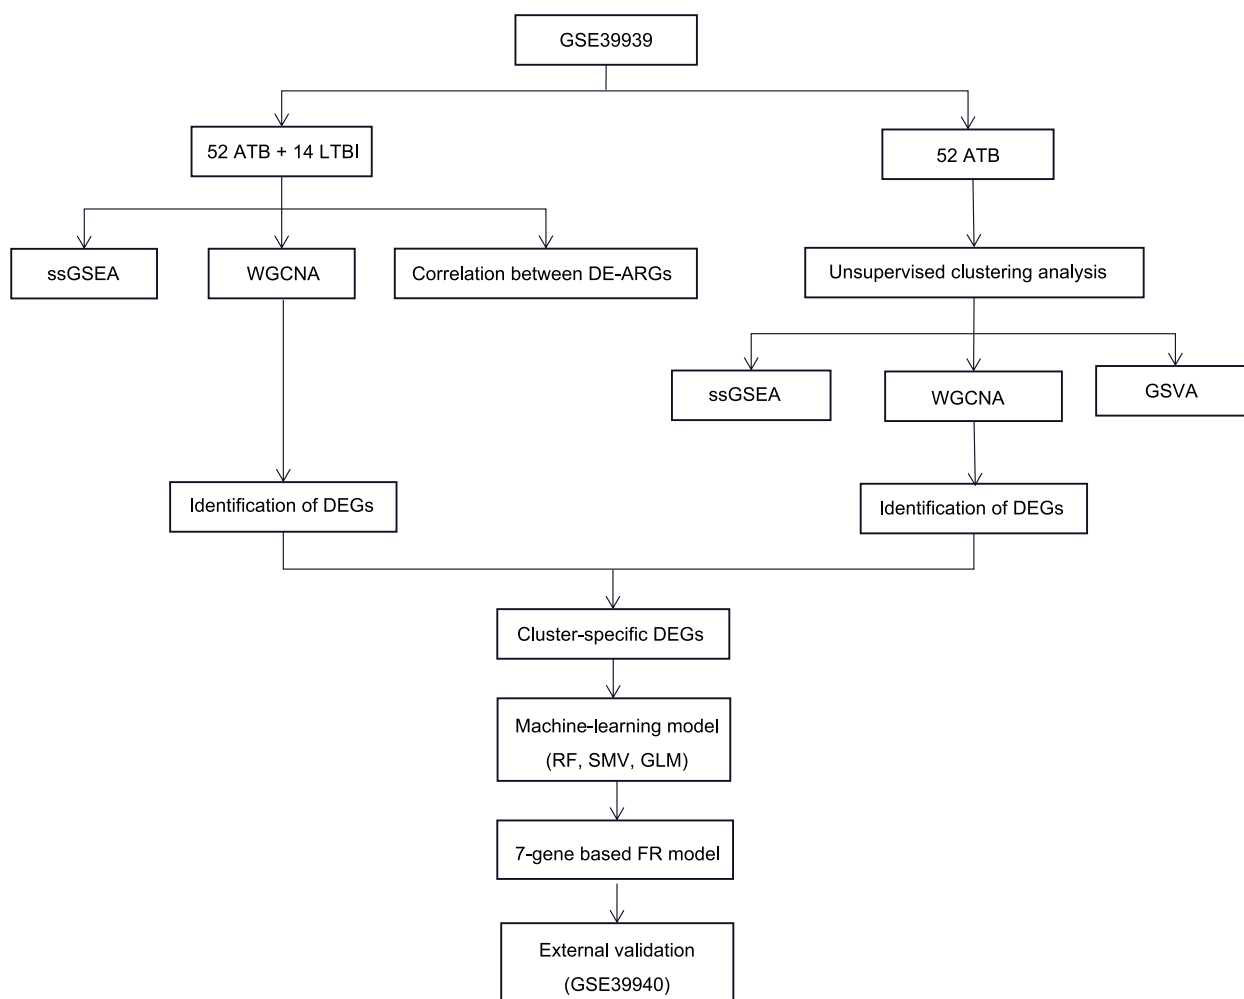 GSE39939
52 ATB + 14 LTBI
52 ATB
ssGSEA
WGCNA
Correlation between DE-ARGs
Unsupervised clustering analysis
ssGSEA
WGCNA
GSVA
Identification of DEGs
Identification of DEGs
Cluster-specific DEGs
Machine-learning model
(RF, SMV, GLM)
7-gene based FR model
External validation
(GSE39940)